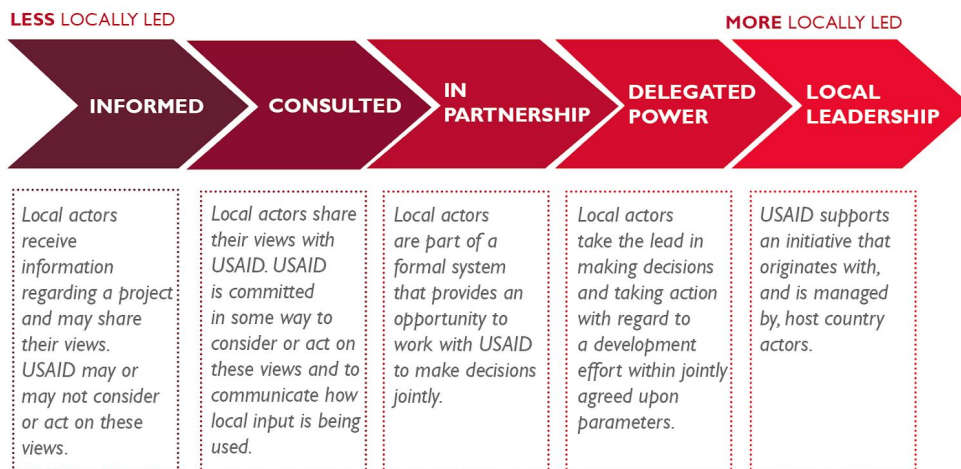 LESS LOCALLY LED
MORE LOCALLY LED
INFORMED
CONSULTED
IN
PARTNERSHIP
DELEGATED
POWER
LOCAL
LEADERSHIP
Local actors
receive
information
regarding a project
and may share
their views.
USAID may or
may not consider
or act on these
views.
Local actors share
their views with
USAID. USAID
is committed
in some way to
consider or act on
these views and to
communicate how
local input is being
used.
Local actors
are part of a
formal system
that provides an
opportunity to
work with USAID
to make decisions
jointly.
Local actors
take the lead in
making decisions
and taking action
with regard to
a development
effort within jointly
agreed upon
parameters.
USAID supports
an initiative that
originates with,
and is managed
by, host country
actors.